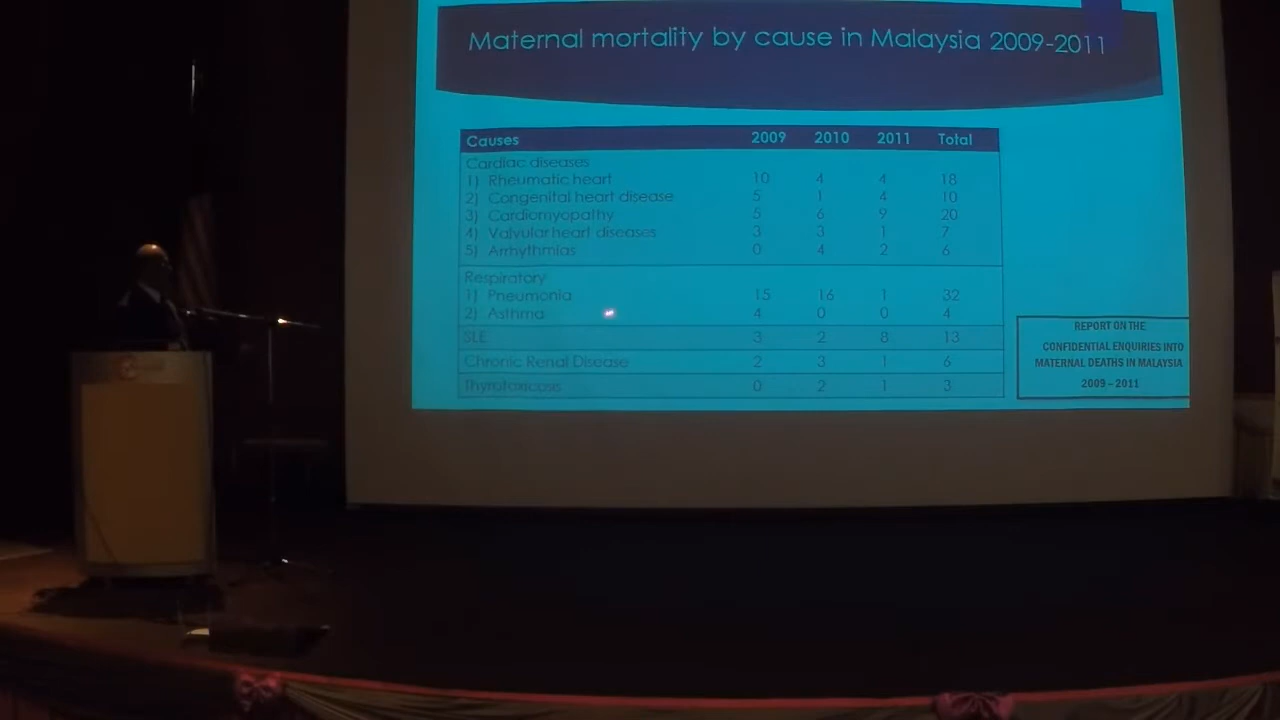 Maternal mortality by cause in Malaysia 2009-2011
Causes 2009 2010 2011 Total
Cardiac diseases
1) Rheumatic heart 10 4 4 18
2) Congenital heart disease 5 1 4 10
3) Cardiomyopathy 5 6 9 20
4) Valvular heart diseases 3 3 1 7
5) Arrhythmias 0 4 2 6
Respiratory
1) Pneumonia 15 16 1 32
2) Asthma 4 0 0 4
SLE 3 2 8 13
Chronic Renal Disease 2 3 1 6
Thyrotoxicosis 0 2 1 3
REPORT ON THE
CONFIDENTIAL ENQUIRIES INTO
MATERNAL DEATHS IN MALAYSIA
2009 – 2011